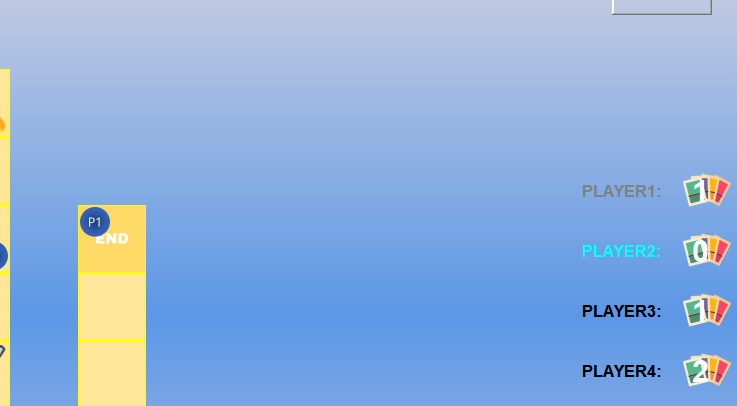 P1
END
PLAYER1: 1
PLAYER2: 0
PLAYER3: 1
PLAYER4: 2